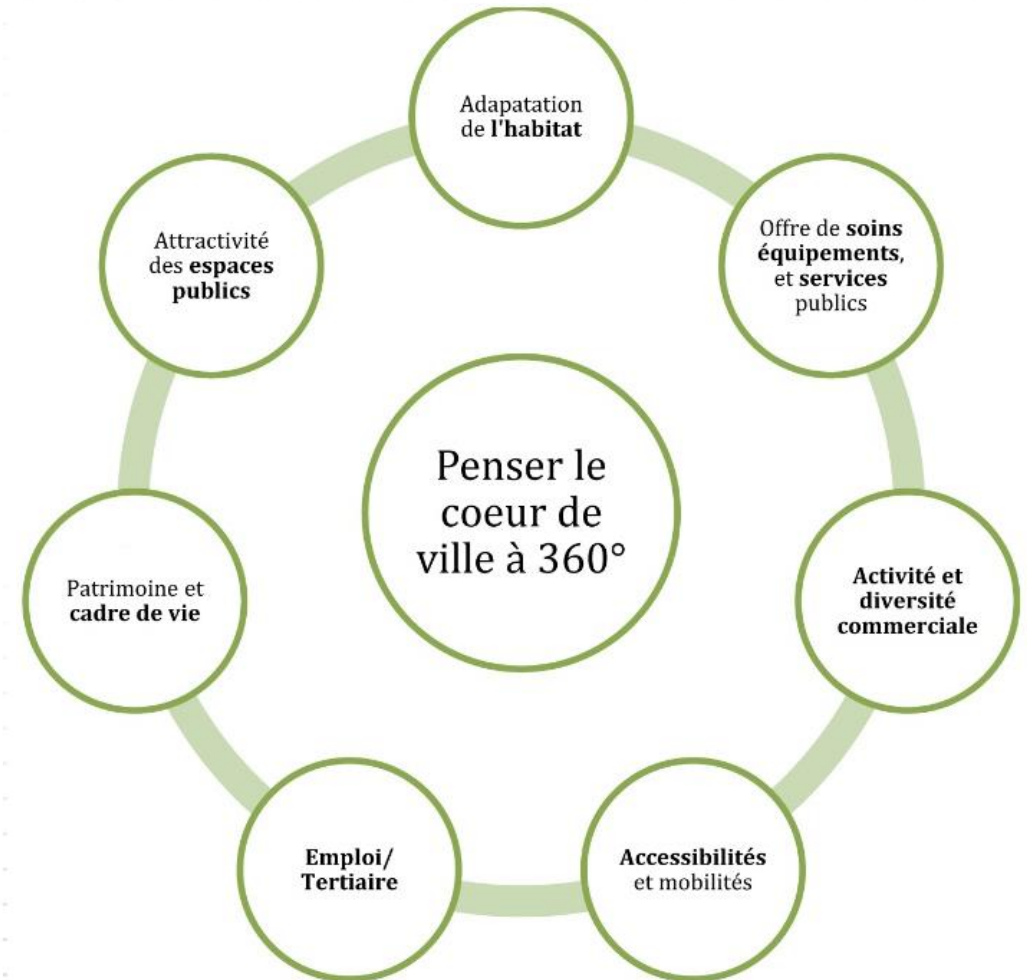 Adapatation
de l'habitat
Offre de soins
équipements,
et services
publics
Activité et
diversité
commerciale
Accessibilités
et mobilités
Emploi/
Tertiaire
Patrimoine et
cadre de vie
Attractivité
des espaces
publics
Penser le
coeur de
ville à 360°